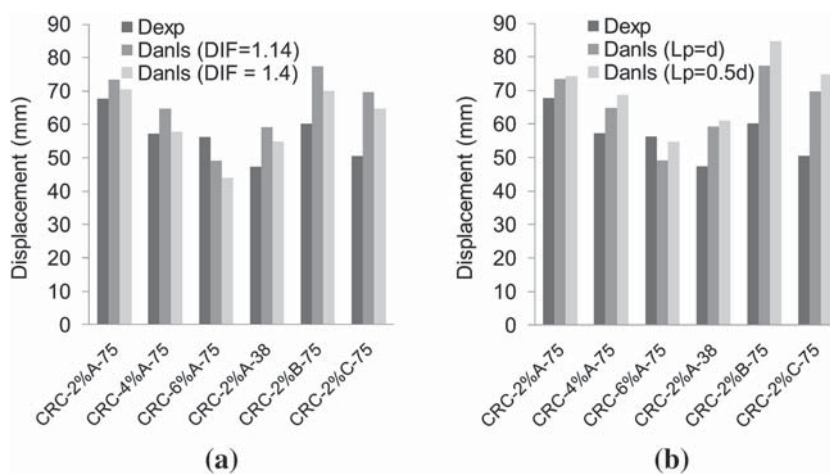 90
80
70
60
50
40
30
20
10
0
Displacement (mm)
Dexp
Danls (DIF=1.14)
Danls (DIF = 1.4)
CRC-2%A-75
CRC-4%A-75
CRC-6%A-75
CRC-2%A-38
CRC-2%B-75
CRC-2%C-75
(a)
90
80
70
60
50
40
30
20
10
0
Displacement (mm)
Dexp
Danls (Lp=d)
Danls (Lp=0.5d)
CRC-2%A-75
CRC-4%A-75
CRC-6%A-75
CRC-2%A-38
CRC-2%B-75
CRC-2%C-75
(b)